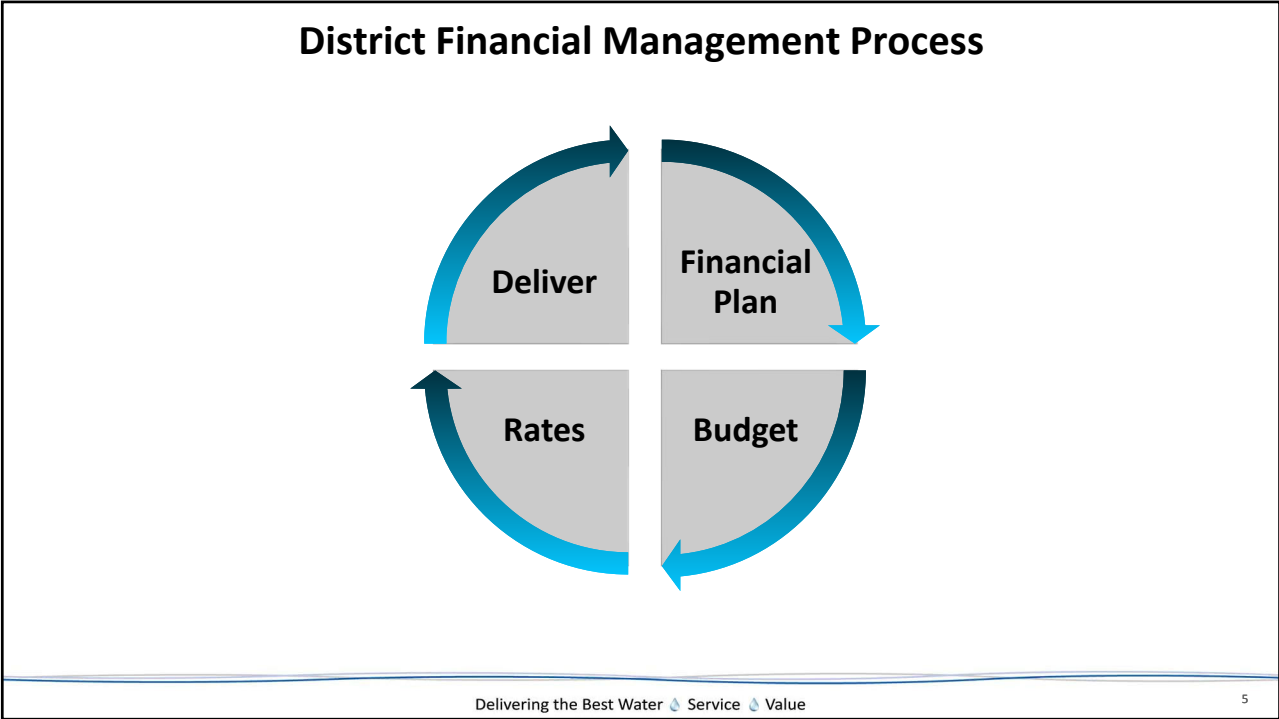 District Financial Management Process
Deliver
Financial
Plan
Rates
Budget
Delivering the Best Water 💧 Service 💧 Value
5